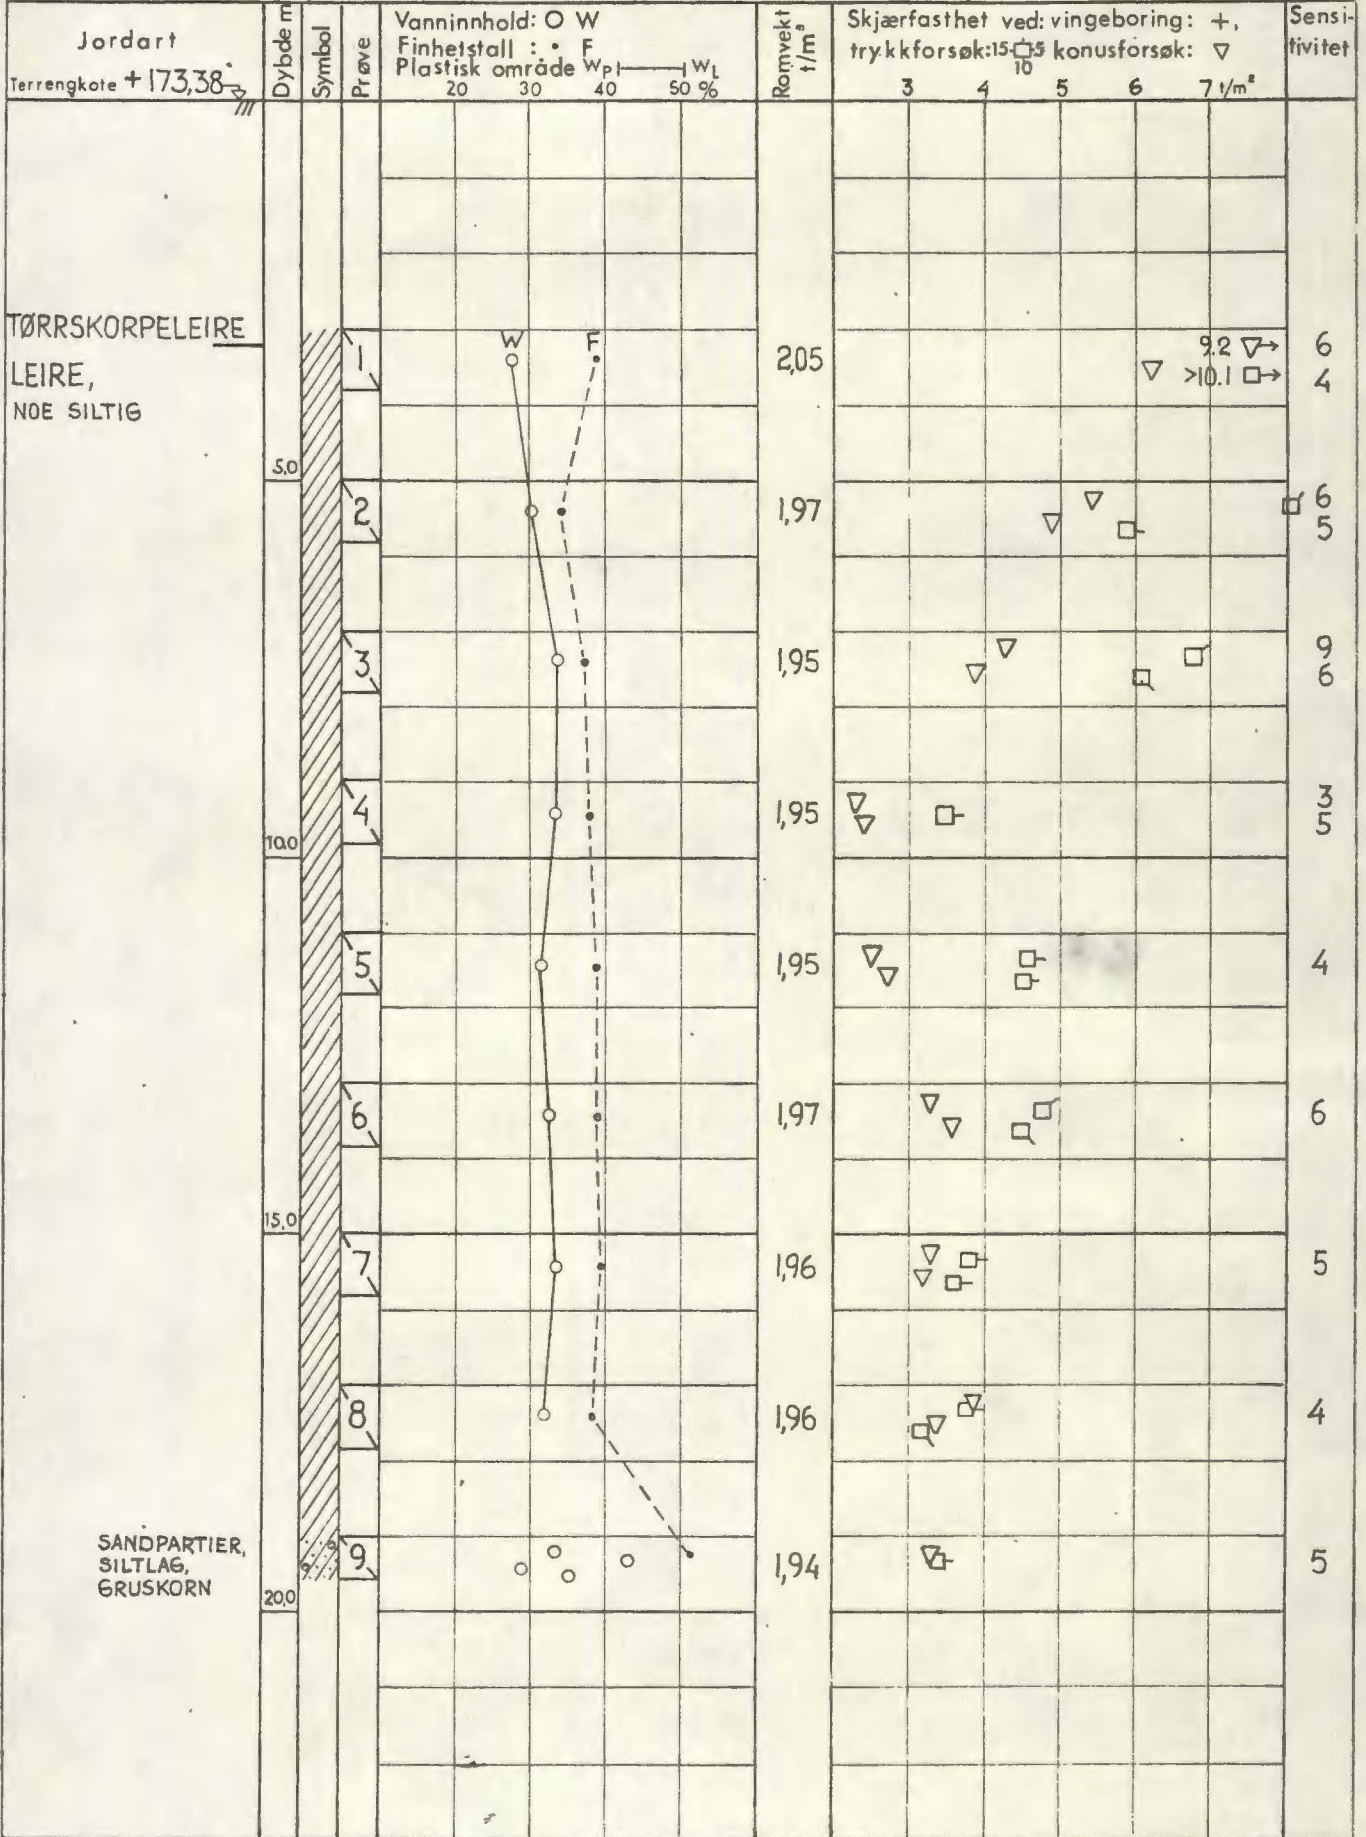 Jordart
Terrengkote +173,38
Dybde m
Symbol
Prøve
Vanninnhold: O W
Finhetstall : • F
Plastisk område Wp ⊢——⊣ WL
20 30 40 50 %
Romvekt t/m³
Skjærfasthet ved: vingeboring: +,
trykkforsøk: 15-□-5 konusforsøk: ▽
10
3 4 5 6 7 t/m²
Sensi-
tivitet
TØRRSKORPELEIRE
LEIRE,
NOE SILTIG
1
W F
2,05
9.2 ▽→
>10.1 □→
6
4
5,0
2
1,97
6
5
3
1,95
9
6
4
1,95
3
5
10,0
5
1,95
4
6
1,97
6
15,0
7
1,96
5
8
1,96
4
SANDPARTIER,
SILTLAG,
GRUSKORN
9
1,94
5
20,0